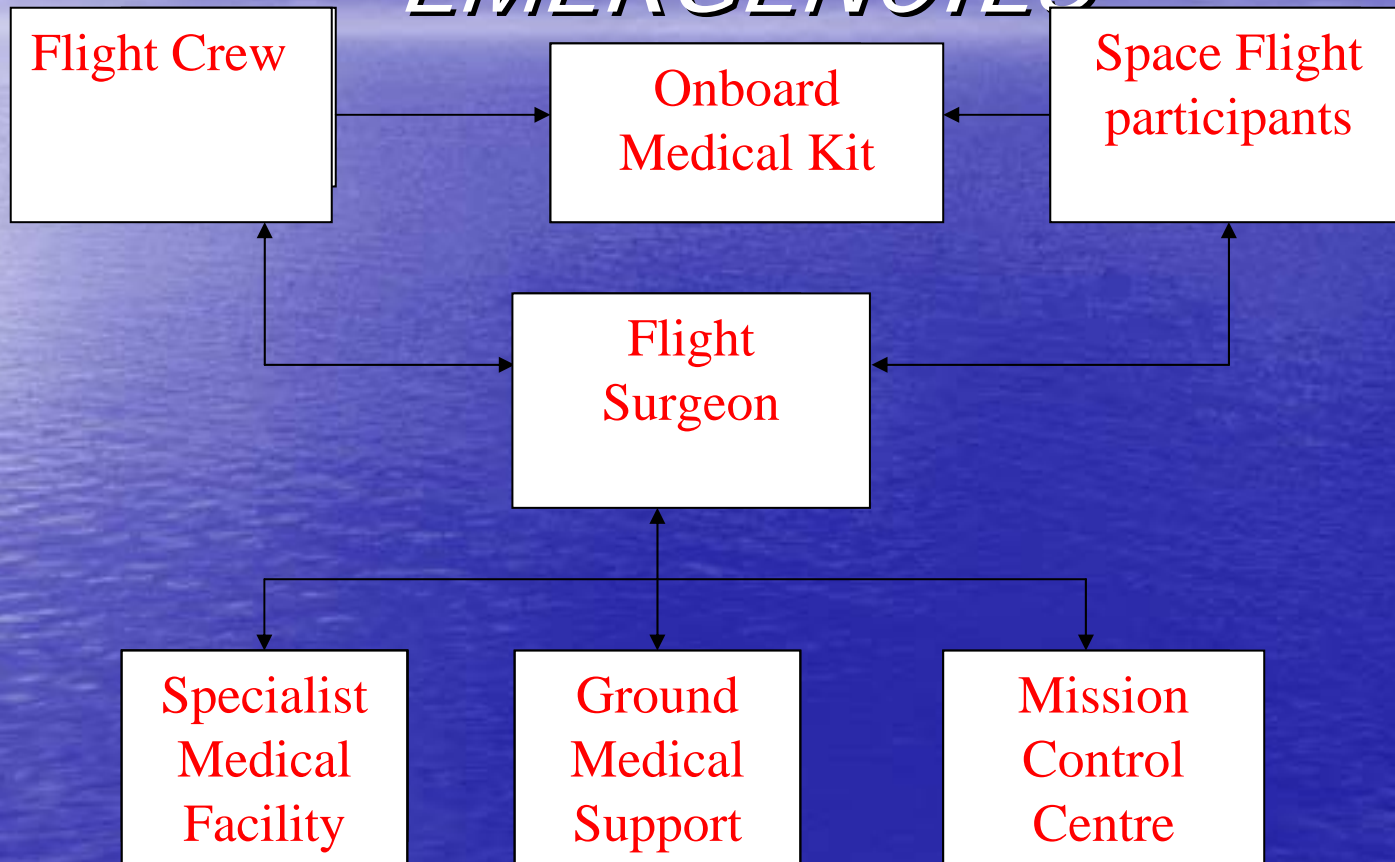 EMERGENCIES
Flight Crew
Onboard
Medical Kit
Space Flight
participants
Flight
Surgeon
Specialist
Medical
Facility
Ground
Medical
Support
Mission
Control
Centre